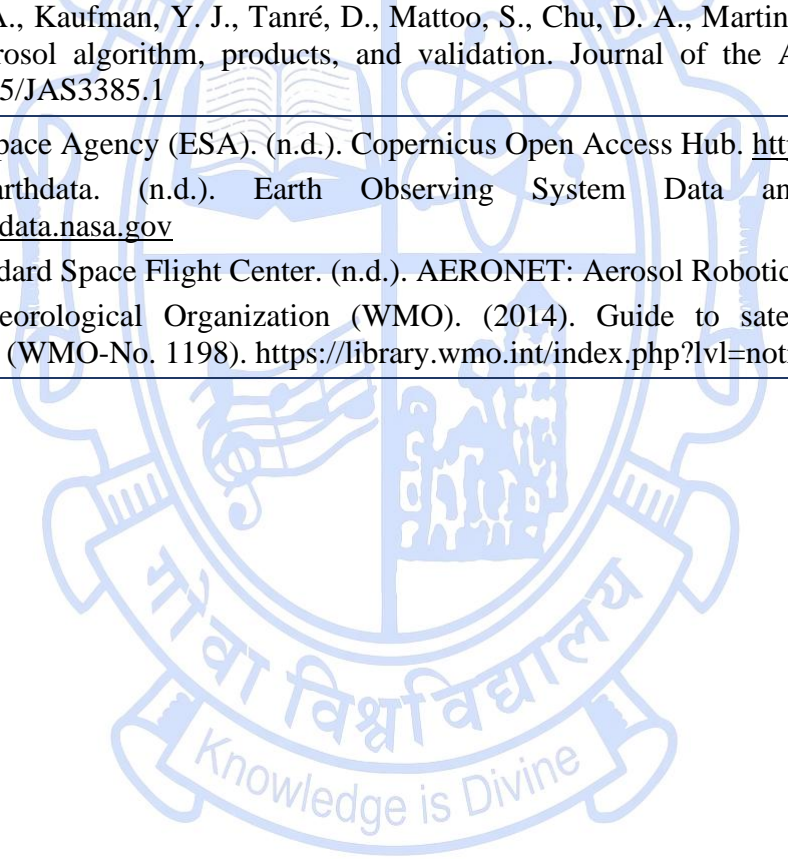 A., Kaufman, Y. J., Tanré, D., Mattoo, S., Chu, D. A., Martin
rosol algorithm, products, and validation. Journal of the A
5/JAS3385.1
pace Agency (ESA). (n.d.). Copernicus Open Access Hub. http
arthdata. (n.d.). Earth Observing System Data an
data.nasa.gov
dard Space Flight Center. (n.d.). AERONET: Aerosol Robotic
eorological Organization (WMO). (2014). Guide to sate
(WMO-No. 1198). https://library.wmo.int/index.php?lvl=noti
गोंवा विश्वविद्यालय
Knowledge is Divine